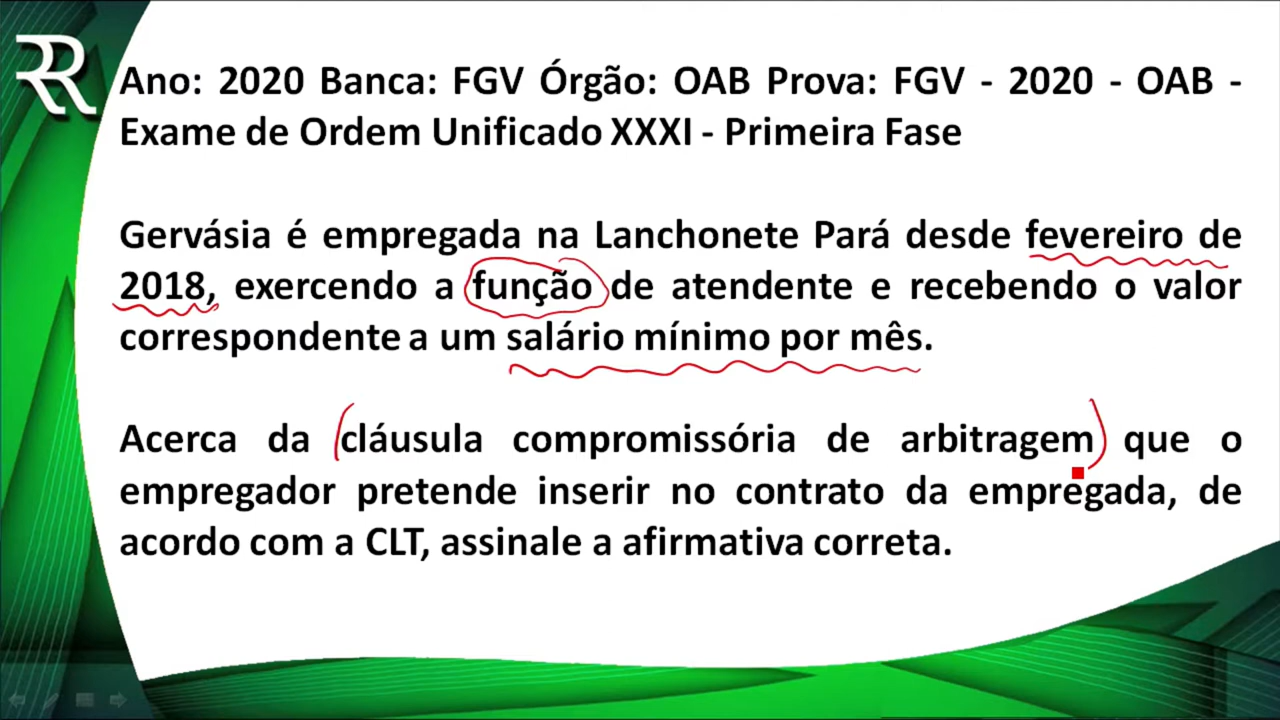 Ano: 2020 Banca: FGV Órgão: OAB Prova: FGV - 2020 - OAB -
Exame de Ordem Unificado XXXI - Primeira Fase
Gervásia é empregada na Lanchonete Pará desde fevereiro de
2018, exercendo a função de atendente e recebendo o valor
correspondente a um salário mínimo por mês.
Acerca da cláusula compromissória de arbitragem que o
empregador pretende inserir no contrato da empregada, de
acordo com a CLT, assinale a afirmativa correta.